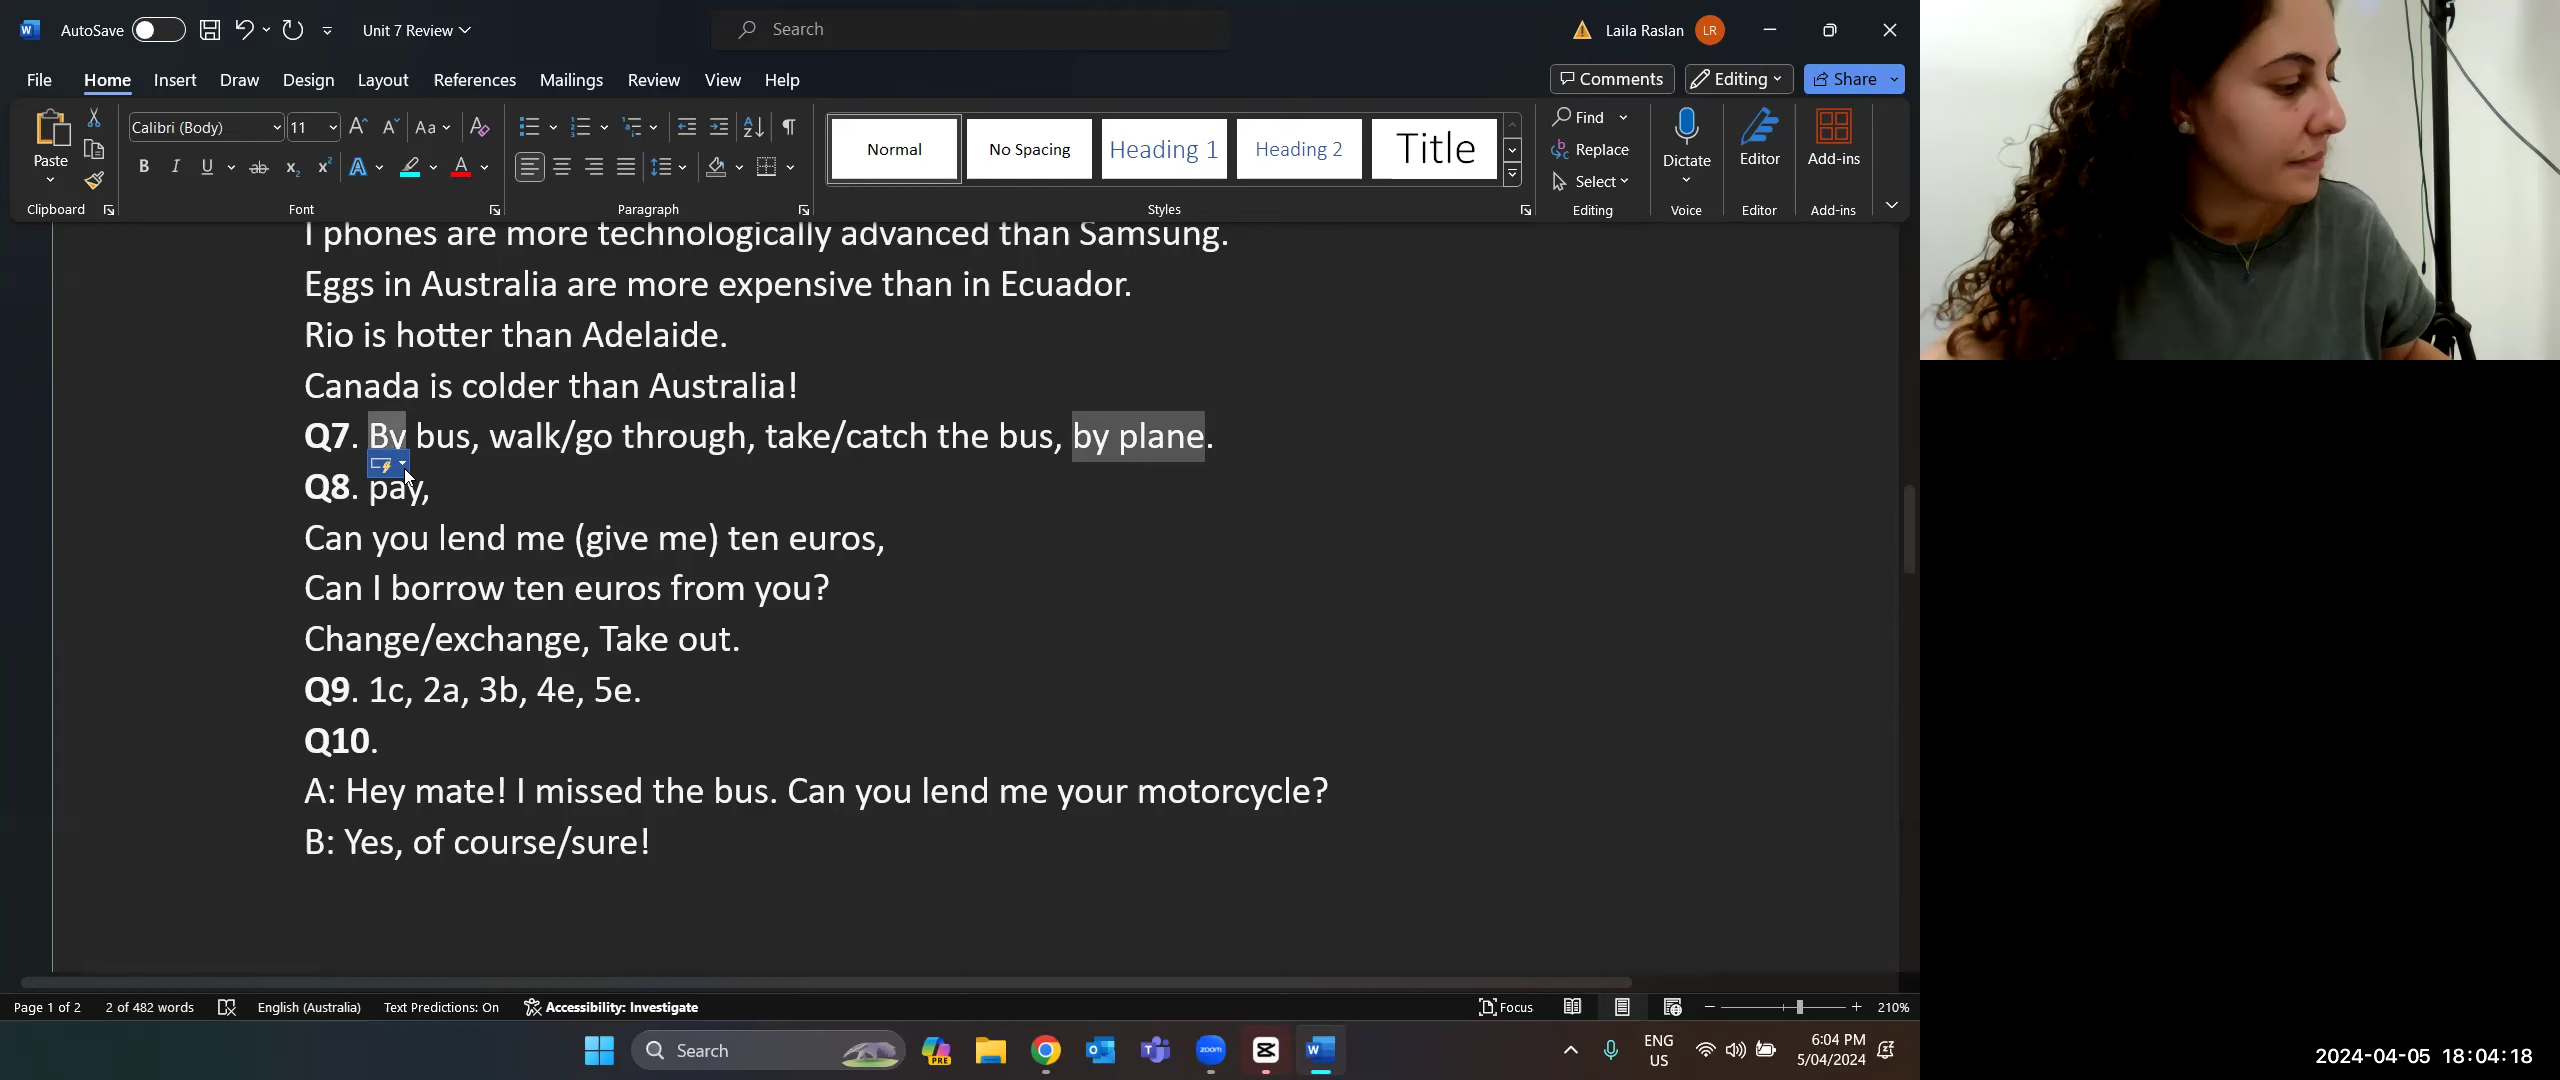 AutoSave
Unit 7 Review
Search
Laila Raslan
LR
File
Home
Insert
Draw
Design
Layout
References
Mailings
Review
View
Help
Comments
Editing
Share
Paste
Clipboard
Calibri (Body)
11
Font
Paragraph
Normal
No Spacing
Heading 1
Heading 2
Title
Styles
Find
Replace
Select
Editing
Dictate
Voice
Editor
Editor
Add-ins
Add-ins
I phones are more technologically advanced than Samsung.
Eggs in Australia are more expensive than in Ecuador.
Rio is hotter than Adelaide.
Canada is colder than Australia!
Q7. By bus, walk/go through, take/catch the bus, by plane.
Q8. pay,
Can you lend me (give me) ten euros,
Can I borrow ten euros from you?
Change/exchange, Take out.
Q9. 1c, 2a, 3b, 4e, 5e.
Q10.
A: Hey mate! I missed the bus. Can you lend me your motorcycle?
B: Yes, of course/sure!
Page 1 of 2
2 of 482 words
English (Australia)
Text Predictions: On
Accessibility: Investigate
Focus
210%
Search
PRE
zoom
ENG
US
6:04 PM
5/04/2024
2024-04-05 18:04:18